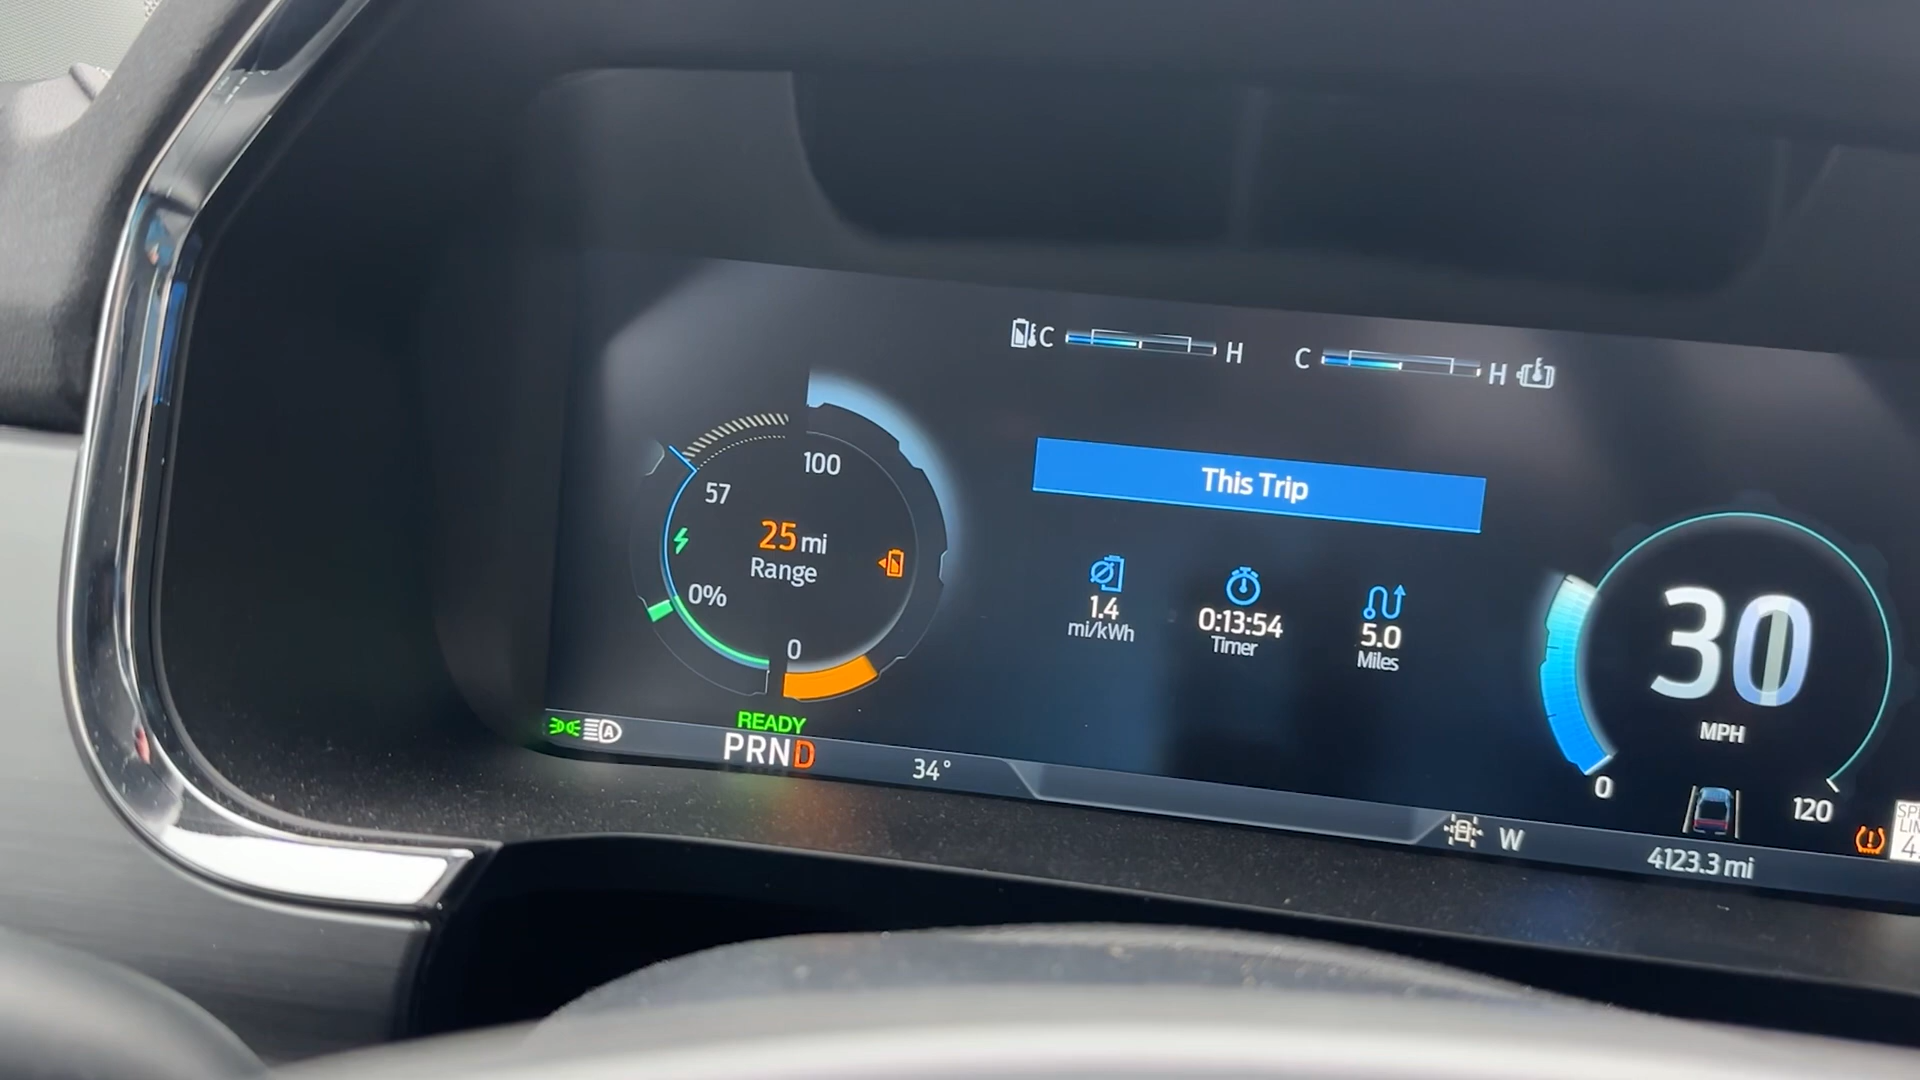 C H
C H
100
57
25 mi
Range
0%
0
This Trip
1.4
mi/kWh
0:13:54
Timer
5.0
Miles
30
MPH
0
120
READY
PRND
34°
A
W
4123.3 mi